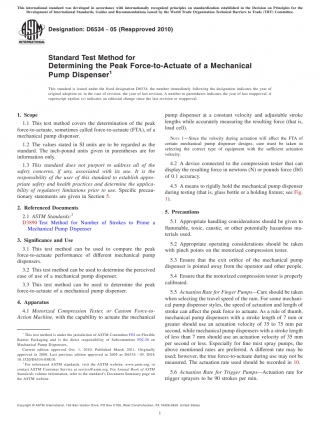 This international standard was developed in accordance with internationally recognized principles on standardization established in the Decision on Principles for the
Development of International Standards, Guides and Recommendations issued by the World Trade Organization Technical Barriers to Trade (TBT) Committee.
Designation: D6534 - 05 (Reapproved 2010)
INTERNATIONAL
Standard Test Method for
Determining the Peak Force-to-Actuate of a Mechanical
Pump Dispenser1
This standard is issued under the fixed designation D6534; the number immediately following the designation indicates the year of
original adoption or, in the case of revision, the year of last revision. A number in parentheses indicates the year of last reapproval. A
superscript epsilon (ε) indicates an editorial change since the last revision or reapproval.
1. Scope
1.1 This test method covers the determination of the peak
force-to-actuate, sometimes called force-to-actuate (FTA), of a
mechanical pump dispenser.
1.2 The values stated in SI units are to be regarded as the
standard. The inch-pound units given in parentheses are for
information only.
1.3 This standard does not purport to address all of the
safety concerns, if any, associated with its use. It is the
responsibility of the user of this standard to establish appro-
priate safety and health practices and determine the applica-
bility of regulatory limitations prior to use. Specific precau-
tionary statements are given in Section 5.
2. Referenced Documents
2.1 ASTM Standards:2
D3890 Test Method for Number of Strokes to Prime a
Mechanical Pump Dispenser
3. Significance and Use
3.1 This test method can be used to compare the peak
force-to-actuate performance of different mechanical pump
dispensers.
3.2 This test method can be used to determine the perceived
ease of use of a mechanical pump dispenser.
3.3 This test method can be used to determine the peak
force-to-actuate of a mechanical pump dispenser.
4. Apparatus
4.1 Motorized Compression Tester or Custom Force-to-
Actuation Machine, with the capability to actuate the mechanical
1 This test method is under the jurisdiction of ASTM Committee F02 on Flexible
Barrier Packaging and is the direct responsibility of Subcommittee
Mechanical Pump Dispensers.
Current edition approved Oct. 1, 2010. Published March 2011. Originally
approved in 2000. Last previous edition approved in 2005 as D6534 - 05. DOI:
10.1520/D6534-05R10.
2 For referenced ASTM standards, visit the ASTM website, www.astm.org, or
contact ASTM Customer Service at service@astm.org. For Annual Book of ASTM
Standards volume information, refer to the standard's Document Summary page on
the ASTM website.
pump dispenser at a constant velocity and adjustable stroke
lengths while accurately measuring the resulting force (that is,
load cell).
NOTE 1—Since the velocity during actuation will affect the FTA of
certain mechanical pump dispenser designs, care must be taken in
selecting the correct type of equipment with the sufficient actuation
velocity.
4.2 A device connected to the compression tester that can
display the resulting force in newtons (N) or pounds force (lbf)
of 0.1 accuracy.
4.3 A means to rigidly hold the mechanical pump dispenser
during testing (that is, glass bottle or a holding fixture; see Fig.
1).
5. Precautions
5.1 Appropriate handling considerations should be given to
flammable, toxic, caustic, or other potentially hazardous ma-
terials used.
5.2 Appropriate operating considerations should be taken
with pinch points on the motorized compression tester.
5.3 Ensure that the exit orifice of the mechanical pump
dispenser is pointed away from the operator and other people.
5.4 Ensure that the motorized compression tester is properly
calibrated.
5.5 Actuation Rate for Finger Pumps—Care should be taken
when selecting the travel speed of the ram. For some mechani-
cal pump dispenser styles, the speed of actuation and length of
stroke can affect the peak force to actuate. As a rule of thumb,
mechanical pump dispensers with a stroke length of 7 mm or
greater should use an actuation velocity of 35 to 75 mm per
second, while mechanical pump dispensers with a stroke length
of less than 7 mm should use an actuation velocity of 35 mm
per second or less. Especially for fine mist spray pumps, the
above mentioned rates are preferred. A different rate may be
used; however, the true force-to-actuate during use may not be
measured. The actuation rate used should be recorded in 10.
5.6 Actuation Rate for Trigger Pumps—Actuation rate for
trigger sprayers to be 90 strokes per min.
Copyright © ASTM International, 100 Barr Harbor Drive, PO Box C700, West Conshohocken, PA 19428-2959. United States
1